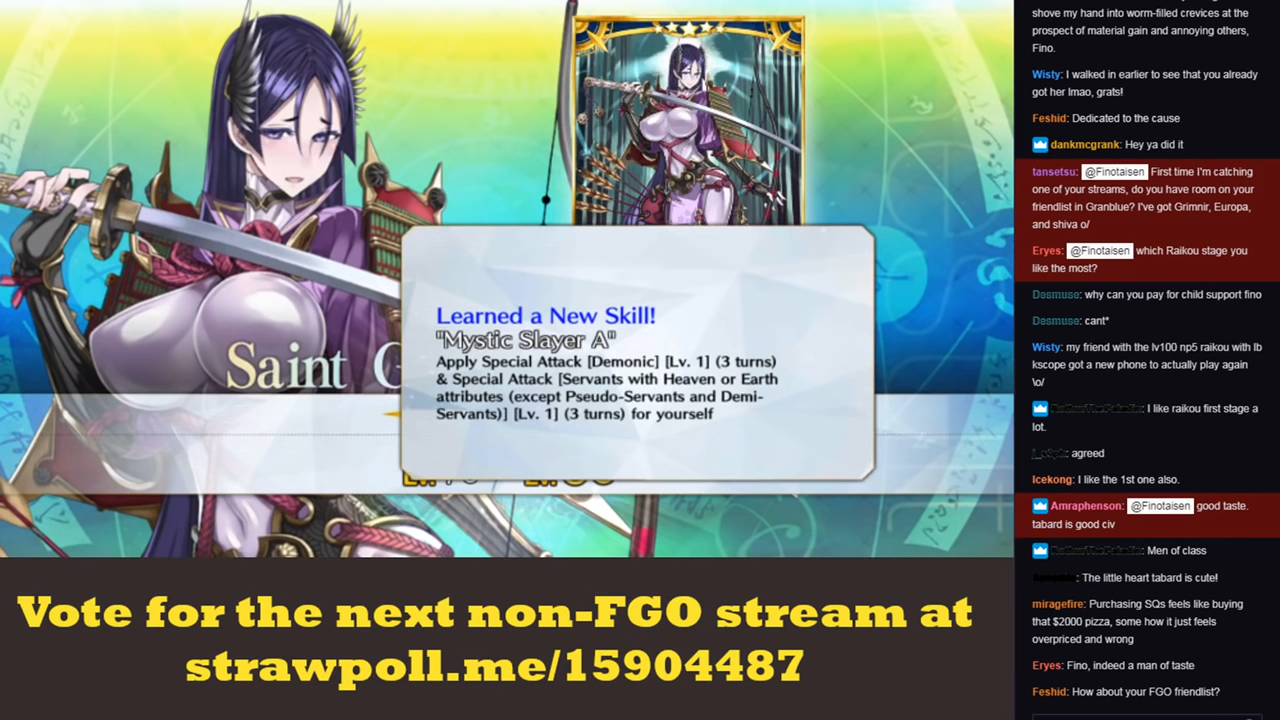 Saint G
Learned a New Skill!
"Mystic Slayer A"
Apply Special Attack [Demonic] [Lv. 1] (3 turns)
& Special Attack [Servants with Heaven or Earth
attributes (except Pseudo-Servants and Demi-
Servants)] [Lv. 1] (3 turns) for yourself
Vote for the next non-FGO stream at
strawpoll.me/15904487
shove my hand into worm-filled crevices at the
prospect of material gain and annoying others,
Fino.
Wisty: I walked in earlier to see that you already
got her lmao, grats!
Feshid: Dedicated to the cause
dankmcgrank: Hey ya did it
tansetsu: @Finotaisen First time I'm catching
one of your streams, do you have room on your
friendlist in Granblue? I've got Grimnir, Europa,
and shiva o/
Eryes: @Finotaisen which Raikou stage you
like the most?
Desmuse: why can you pay for child support fino
Desmuse: cant*
Wisty: my friend with the lv100 np5 raikou with lb
kscope got a new phone to actually play again
\o/
: I like raikou first stage a
lot.
: agreed
Icekong: I like the 1st one also.
Amraphenson: @Finotaisen good taste.
tabard is good civ
: Men of class
: The little heart tabard is cute!
miragefire: Purchasing SQs feels like buying
that $2000 pizza, some how it just feels
overpriced and wrong
Eryes: Fino, indeed a man of taste
Feshid: How about your FGO friendlist?